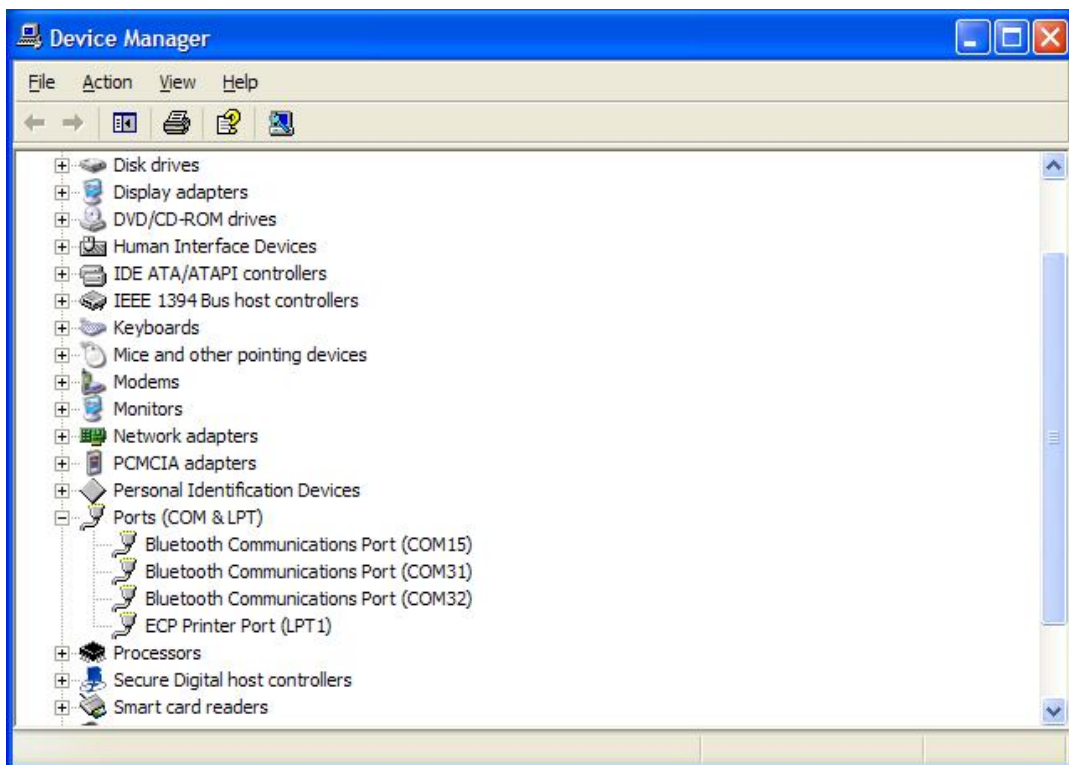 Device Manager
File Action View Help
Disk drives
Display adapters
DVD/CD-ROM drives
Human Interface Devices
IDE ATA/ATAPI controllers
IEEE 1394 Bus host controllers
Keyboards
Mice and other pointing devices
Modems
Monitors
Network adapters
PCMCIA adapters
Personal Identification Devices
Ports (COM & LPT)
Bluetooth Communications Port (COM15)
Bluetooth Communications Port (COM31)
Bluetooth Communications Port (COM32)
ECP Printer Port (LPT1)
Processors
Secure Digital host controllers
Smart card readers